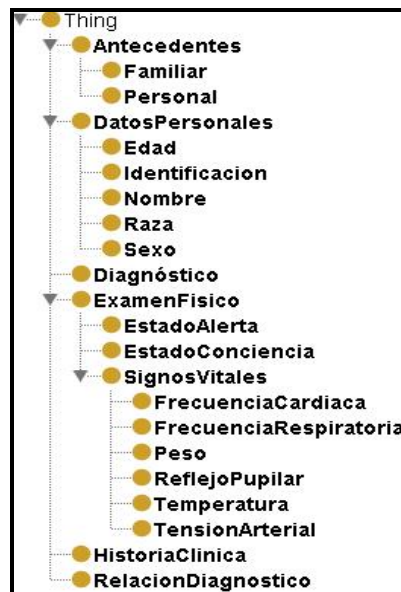 Thing
Antecedentes
Familiar
Personal
DatosPersonales
Edad
Identificacion
Nombre
Raza
Sexo
Diagnóstico
ExamenFisico
EstadoAlerta
EstadoConciencia
SignosVitales
FrecuenciaCardiaca
FrecuenciaRespiratoria
Peso
ReflejoPupilar
Temperatura
TensionArterial
HistoriaClinica
RelacionDiagnostico